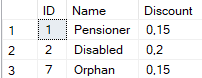 ID Name Discount
1 1 Pensioner 0,15
2 2 Disabled 0,2
3 7 Orphan 0,15